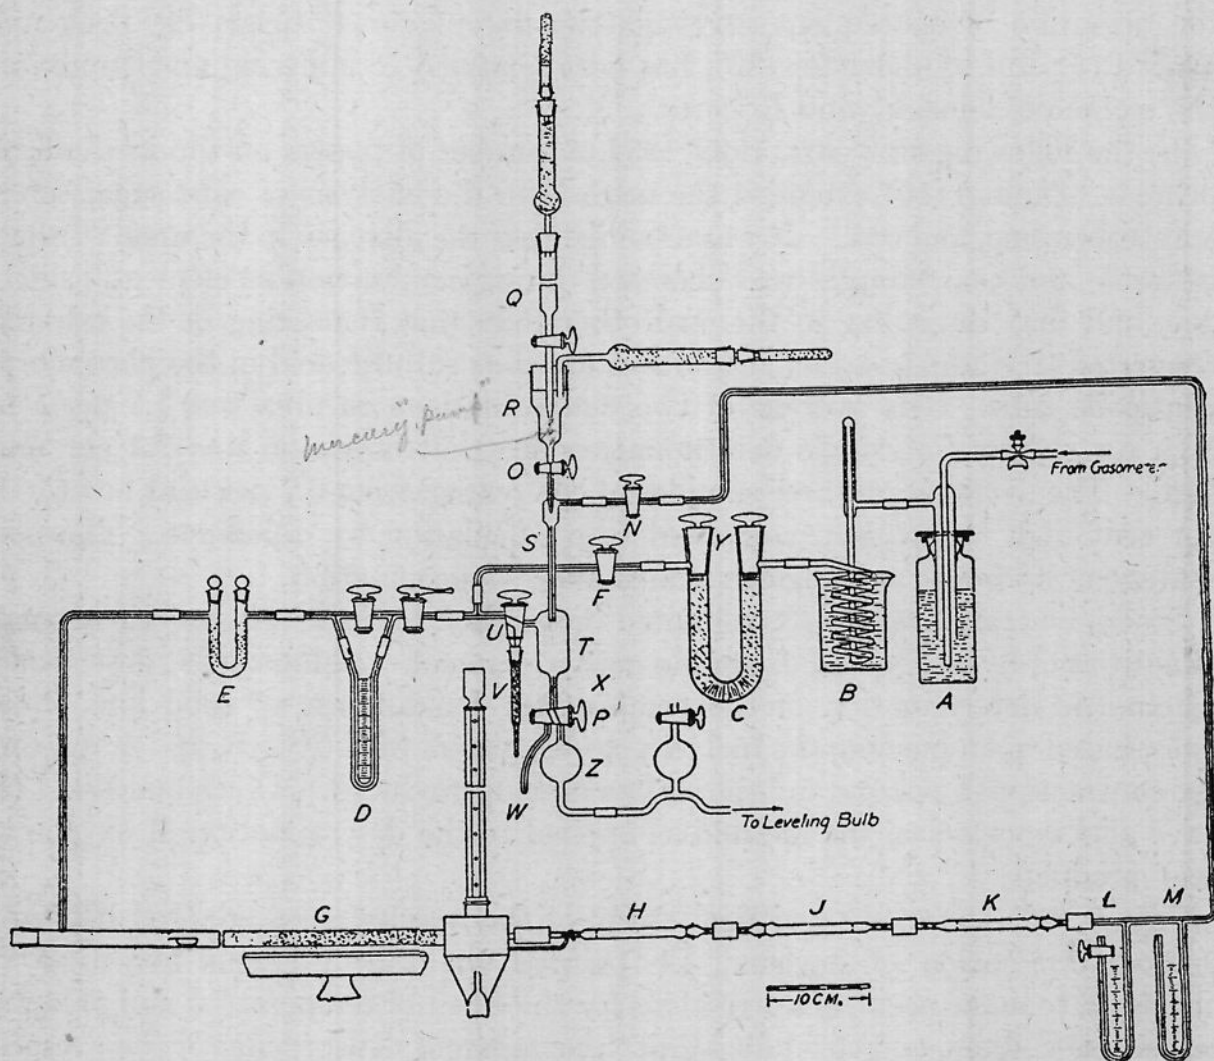 Q
R
mercury pump
O
From Gasometer
S
N
Y
F
U
T
E
V
X
P
B
A
C
Z
D
W
To Leveling Bulb
G
H
J
K
L
M
10 CM.